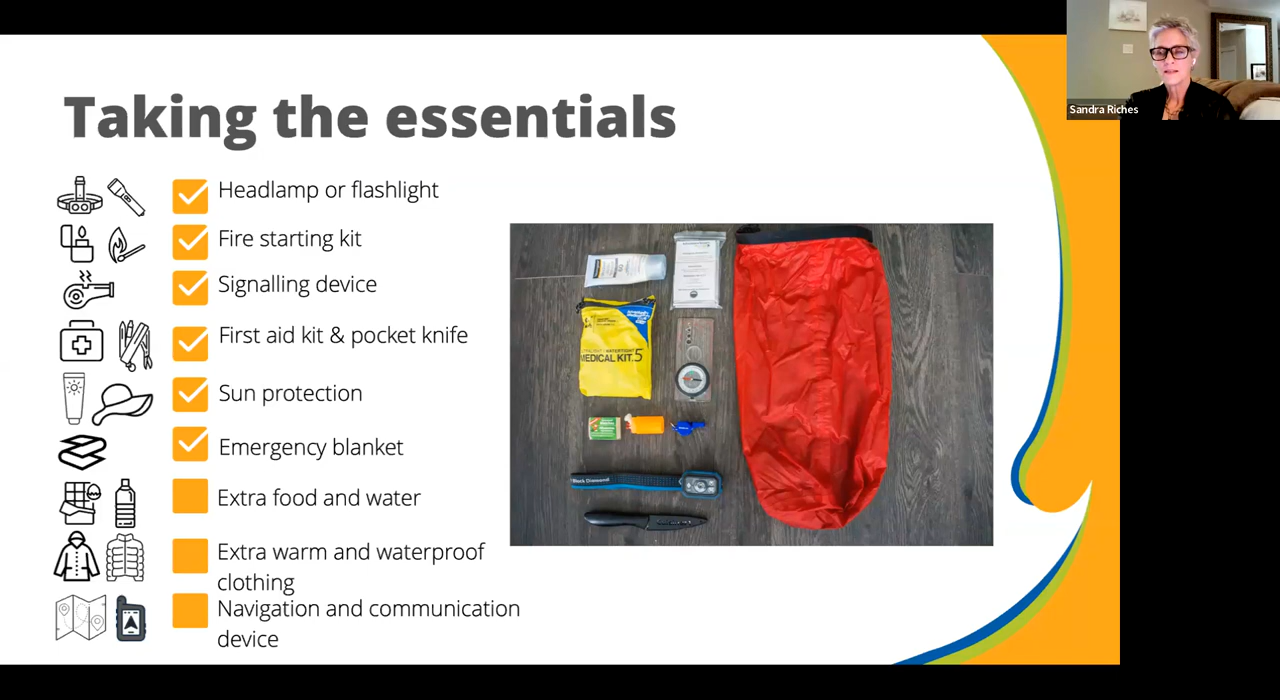 Sandra Riches
Taking the essentials
Headlamp or flashlight
Fire starting kit
Signalling device
First aid kit & pocket knife
Sun protection
Emergency blanket
Extra food and water
Extra warm and waterproof
clothing
Navigation and communication
device
MEDICAL KIT.5
Black Diamond